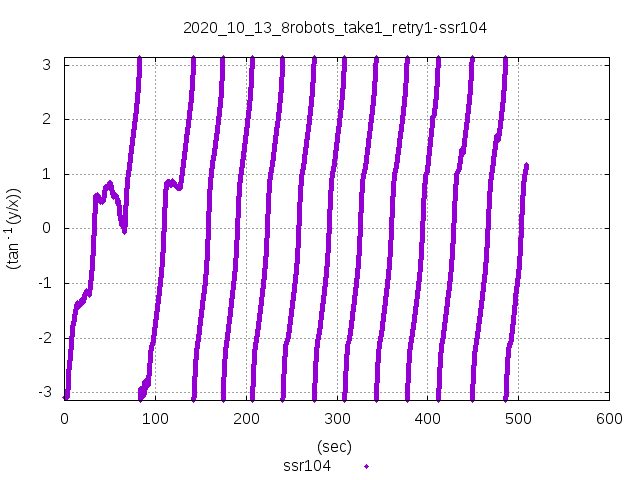 2020_10_13_8robots_take1_retry1-ssr104
3
2
1
0
-1
-2
-3
(tan⁻¹(y/x))
0 100 200 300 400 500 600
(sec)
ssr104